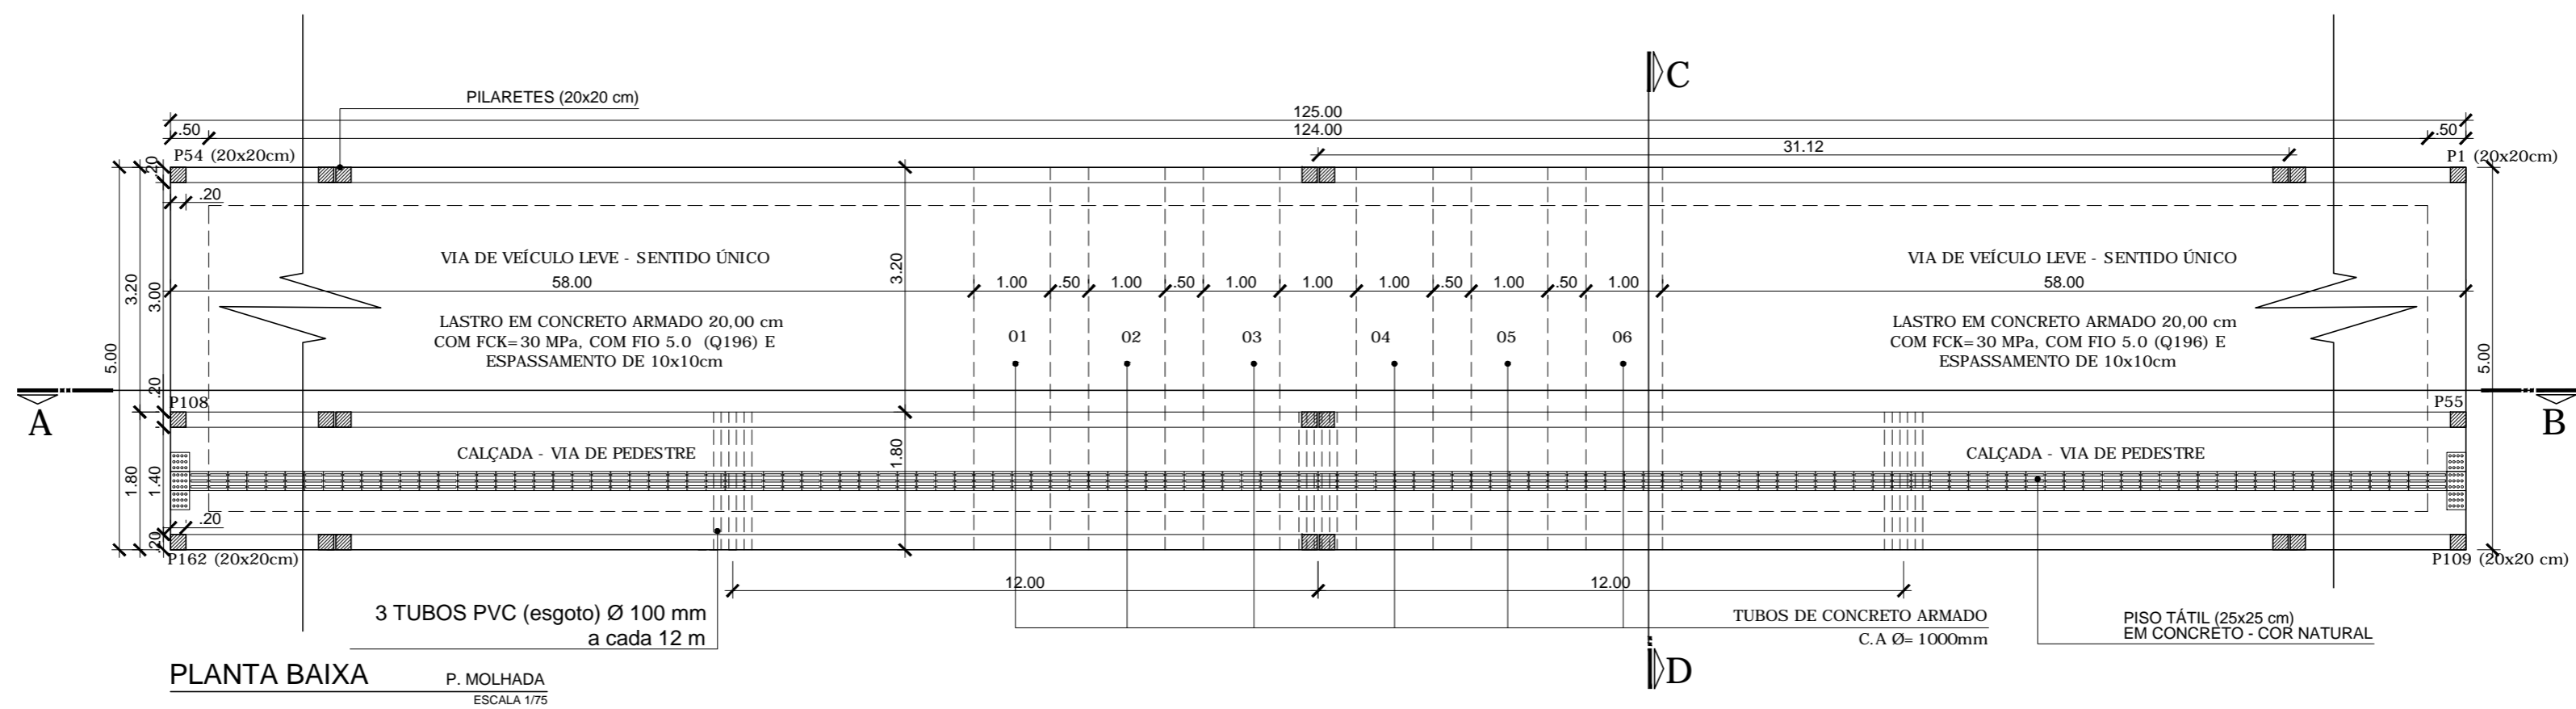 C
PILARETES (20x20 cm)
125.00
.50
124.00
.50
31.12
P54 (20x20cm)
P1 (20x20cm)
.20
.20
VIA DE VEÍCULO LEVE - SENTIDO ÚNICO
58.00
3.20
VIA DE VEÍCULO LEVE - SENTIDO ÚNICO
58.00
1.00 .50 1.00 .50 1.00 1.00 1.00 .50 1.00 .50 1.00
3.20
3.00
5.00
LASTRO EM CONCRETO ARMADO 20,00 cm
COM FCK=30 MPa, COM FIO 5.0 (Q196) E
ESPASSAMENTO DE 10x10cm
01 02 03 04 05 06
LASTRO EM CONCRETO ARMADO 20,00 cm
COM FCK=30 MPa, COM FIO 5.0 (Q196) E
ESPASSAMENTO DE 10x10cm
5.00
.20
A
B
P108
P55
CALÇADA - VIA DE PEDESTRE
1.80
CALÇADA - VIA DE PEDESTRE
1.80
1.40
.20
.20
P162 (20x20cm)
P109 (20x20 cm)
12.00
12.00
3 TUBOS PVC (esgoto) Ø 100 mm
a cada 12 m
TUBOS DE CONCRETO ARMADO
C.A Ø= 1000mm
PISO TÁTIL (25x25 cm)
EM CONCRETO - COR NATURAL
D
PLANTA BAIXA
P. MOLHADA
ESCALA 1/75